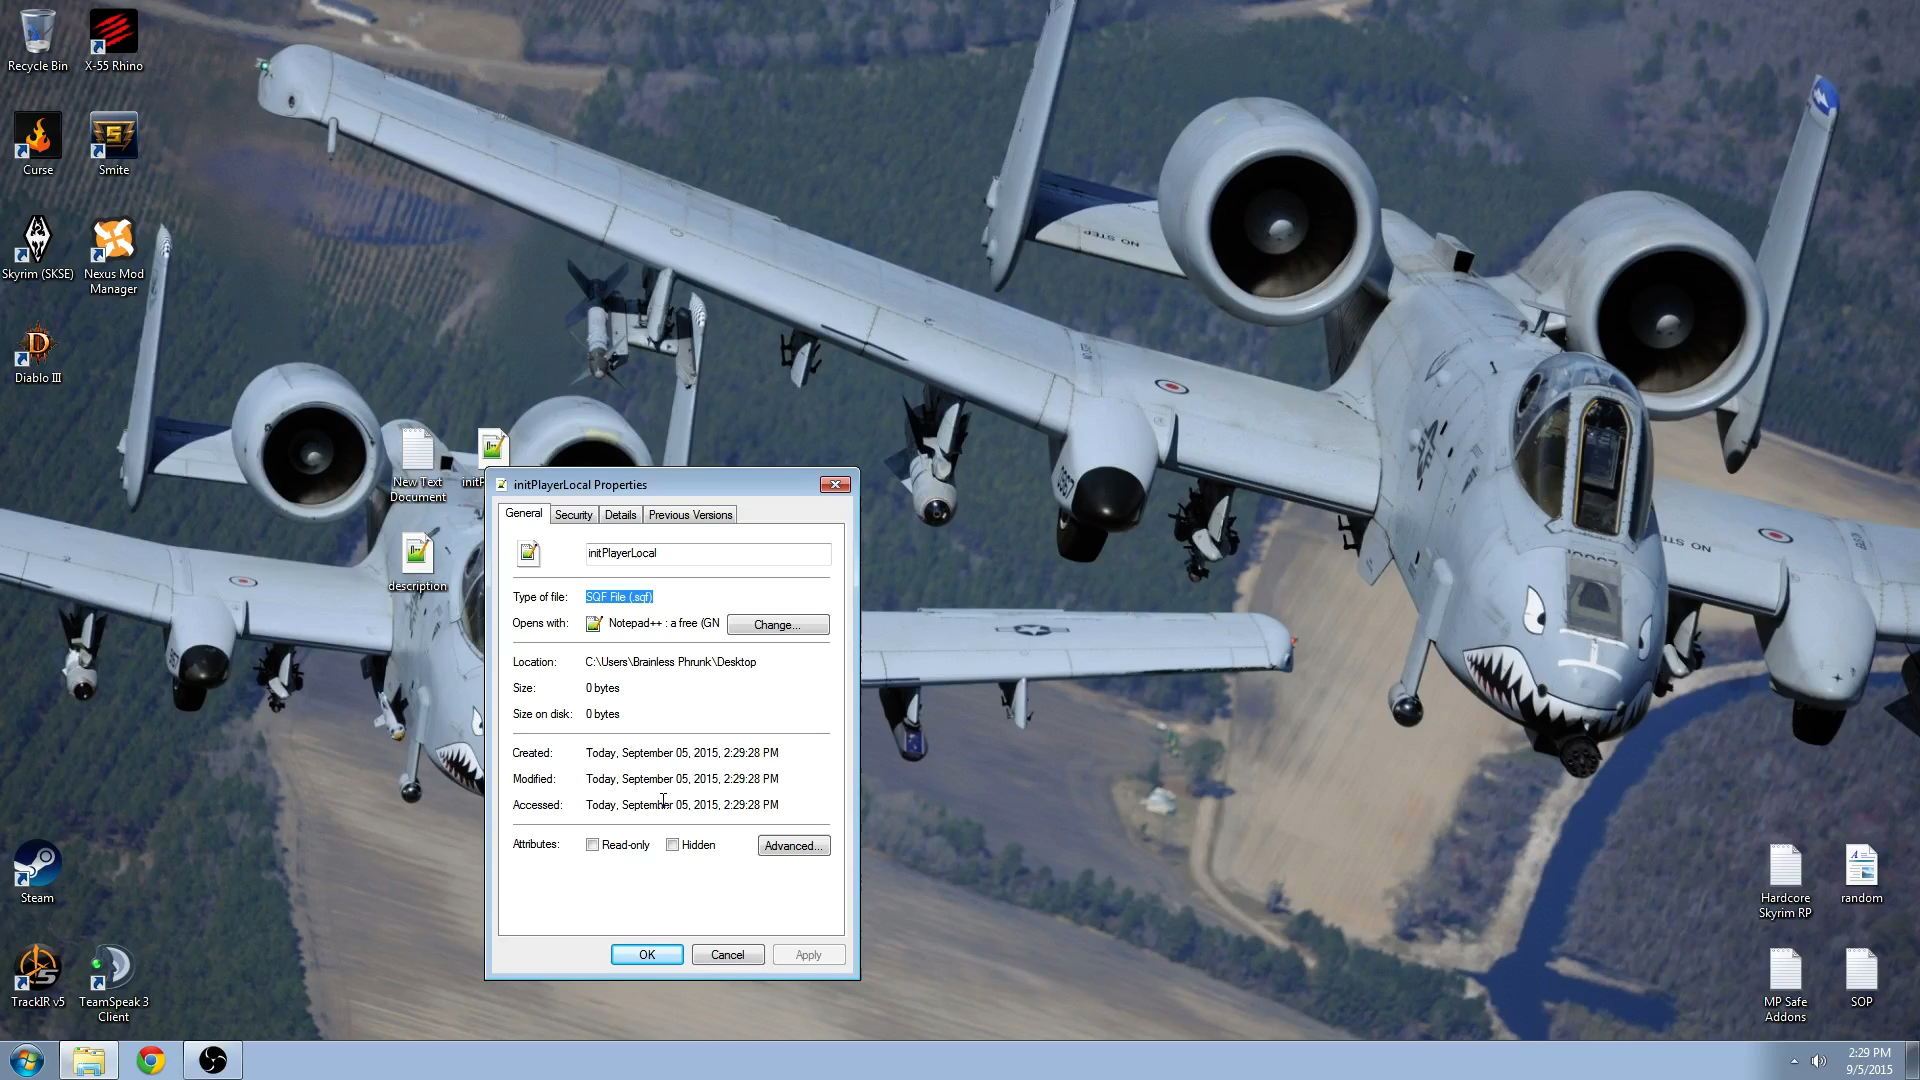 Recycle Bin
X-55 Rhino
Curse
Smite
Skyrim (SKSE)
Nexus Mod
Manager
Diablo III
New Text
Document
description
initPlayerLocal Properties
General
Security
Details
Previous Versions
initPlayerLocal
Type of file:
SQF File (.sqf)
Opens with:
Notepad++ : a free (GN
Change...
Location:
C:\Users\Brainless Phrunk\Desktop
Size:
0 bytes
Size on disk:
0 bytes
Created:
Today, September 05, 2015, 2:29:28 PM
Modified:
Today, September 05, 2015, 2:29:28 PM
Accessed:
Today, September 05, 2015, 2:29:28 PM
Attributes:
Read-only
Hidden
Advanced...
OK
Cancel
Apply
NO STEP
NO STEP
Steam
TrackIR v5
TeamSpeak 3
Client
Hardcore
Skyrim RP
random
MP Safe
Addons
SOP
2:29 PM
9/5/2015